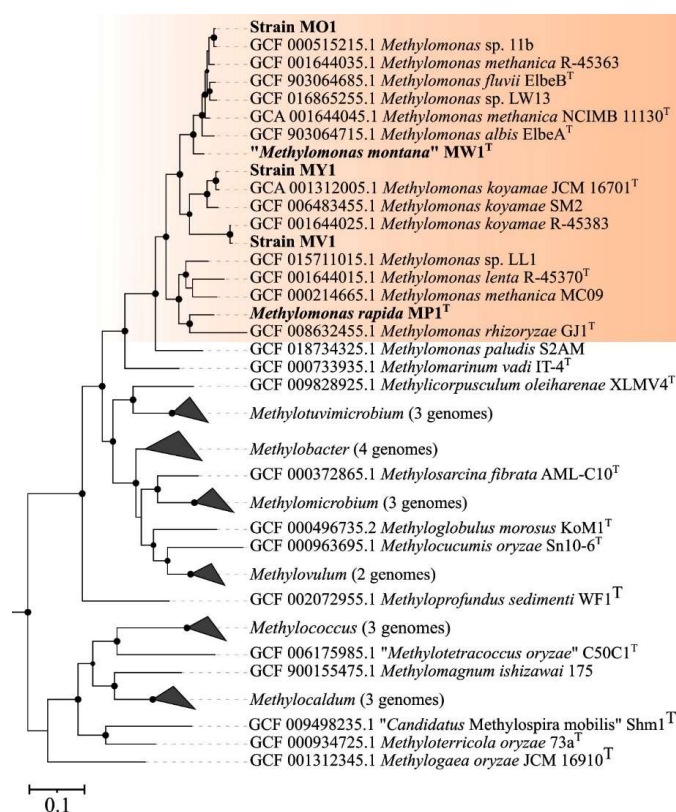 Strain MO1
GCF 000515215.1 Methylomonas sp. 11b
GCF 001644035.1 Methylomonas methanica R-45363
GCF 903064685.1 Methylomonas fluvii ElbeB^T
GCF 016865255.1 Methylomonas sp. LW13
GCA 001644045.1 Methylomonas methanica NCIMB 11130^T
GCF 903064715.1 Methylomonas albis ElbeA^T
"Methylomonas montana" MW1^T
Strain MY1
GCA 001312005.1 Methylomonas koyamae JCM 16701^T
GCF 006483455.1 Methylomonas koyamae SM2
GCF 001644025.1 Methylomonas koyamae R-45383
Strain MV1
GCF 015711015.1 Methylomonas sp. LL1
GCF 001644015.1 Methylomonas lenta R-45370^T
GCF 000214665.1 Methylomonas methanica MC09
Methylomonas rapida MP1^T
GCF 008632455.1 Methylomonas rhizoryzae GJ1^T
GCF 018734325.1 Methylomonas paludis S2AM
GCF 000733935.1 Methylomarinum vadi IT-4^T
GCF 009828925.1 Methylicorpusculum oleiharenae XLMV4^T
Methylotuvimicrobium (3 genomes)
Methylobacter (4 genomes)
GCF 000372865.1 Methylosarcina fibrata AML-C10^T
Methylomicrobium (3 genomes)
GCF 000496735.2 Methyloglobulus morosus KoM1^T
GCF 000963695.1 Methylocucumis oryzae Sn10-6^T
Methylovulum (2 genomes)
GCF 002072955.1 Methyloprofundus sedimenti WF1^T
Methylococcus (3 genomes)
GCF 006175985.1 "Methylotetracoccus oryzae" C50C1^T
GCF 900155475.1 Methylomagnum ishizawai 175
Methylocaldum (3 genomes)
GCF 009498235.1 "Candidatus Methylospira mobilis" Shm1^T
GCF 000934725.1 Methyloterricola oryzae 73a^T
GCF 001312345.1 Methylogaea oryzae JCM 16910^T
0.1